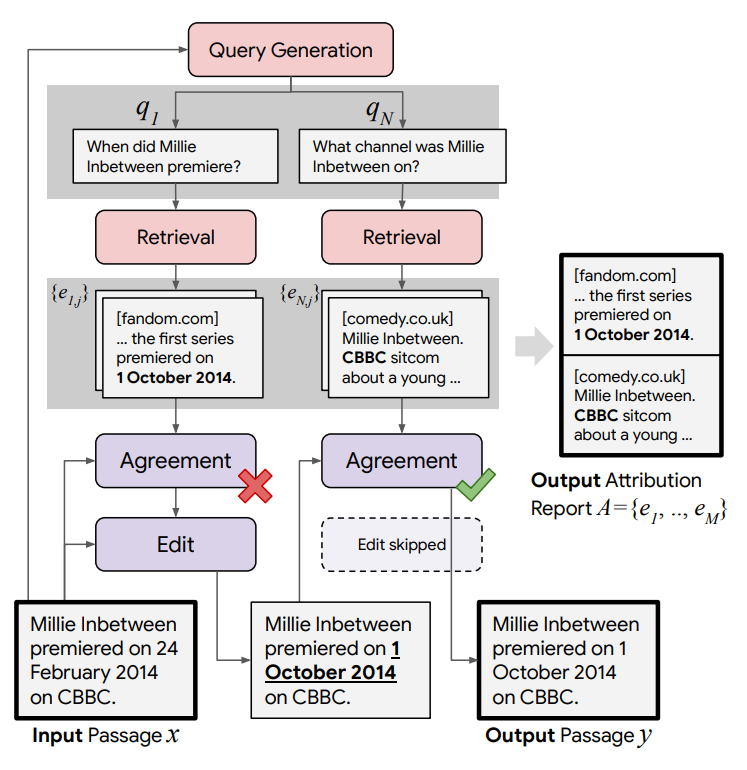 Query Generation
q1
qN
When did Millie
Inbetween premiere?
What channel was Millie
Inbetween on?
Retrieval
Retrieval
{e1,j}
{eN,j}
[fandom.com]
... the first series
premiered on
1 October 2014.
[comedy.co.uk]
Millie Inbetween.
CBBC sitcom
about a young ...
[fandom.com]
... the first series
premiered on
1 October 2014.
[comedy.co.uk]
Millie Inbetween.
CBBC sitcom
about a young ...
Output Attribution
Report A={e1, .., eM}
Agreement
Agreement
Edit
Edit skipped
Millie Inbetween
premiered on 24
February 2014
on CBBC.
Input Passage x
Millie Inbetween
premiered on 1
October 2014
on CBBC.
Millie Inbetween
premiered on 1
October 2014
on CBBC.
Output Passage y